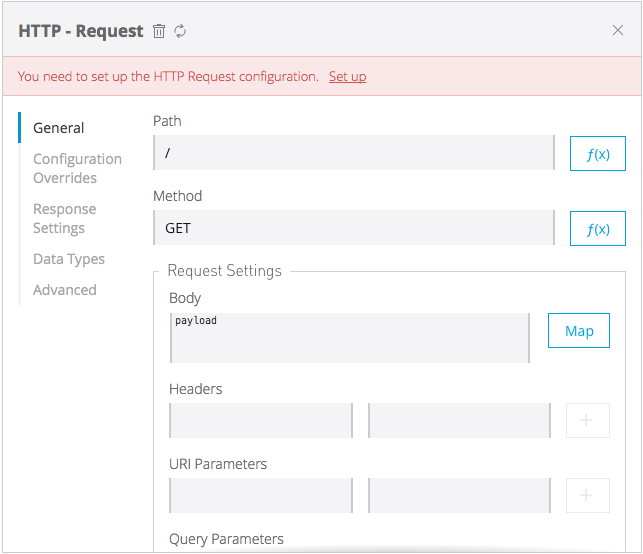 HTTP - Request
You need to set up the HTTP Request configuration. Set up
General
Configuration
Overrides
Response
Settings
Data Types
Advanced
Path
/
ƒ(x)
Method
GET
ƒ(x)
Request Settings
Body
payload
Map
Headers
+
URI Parameters
+
Query Parameters